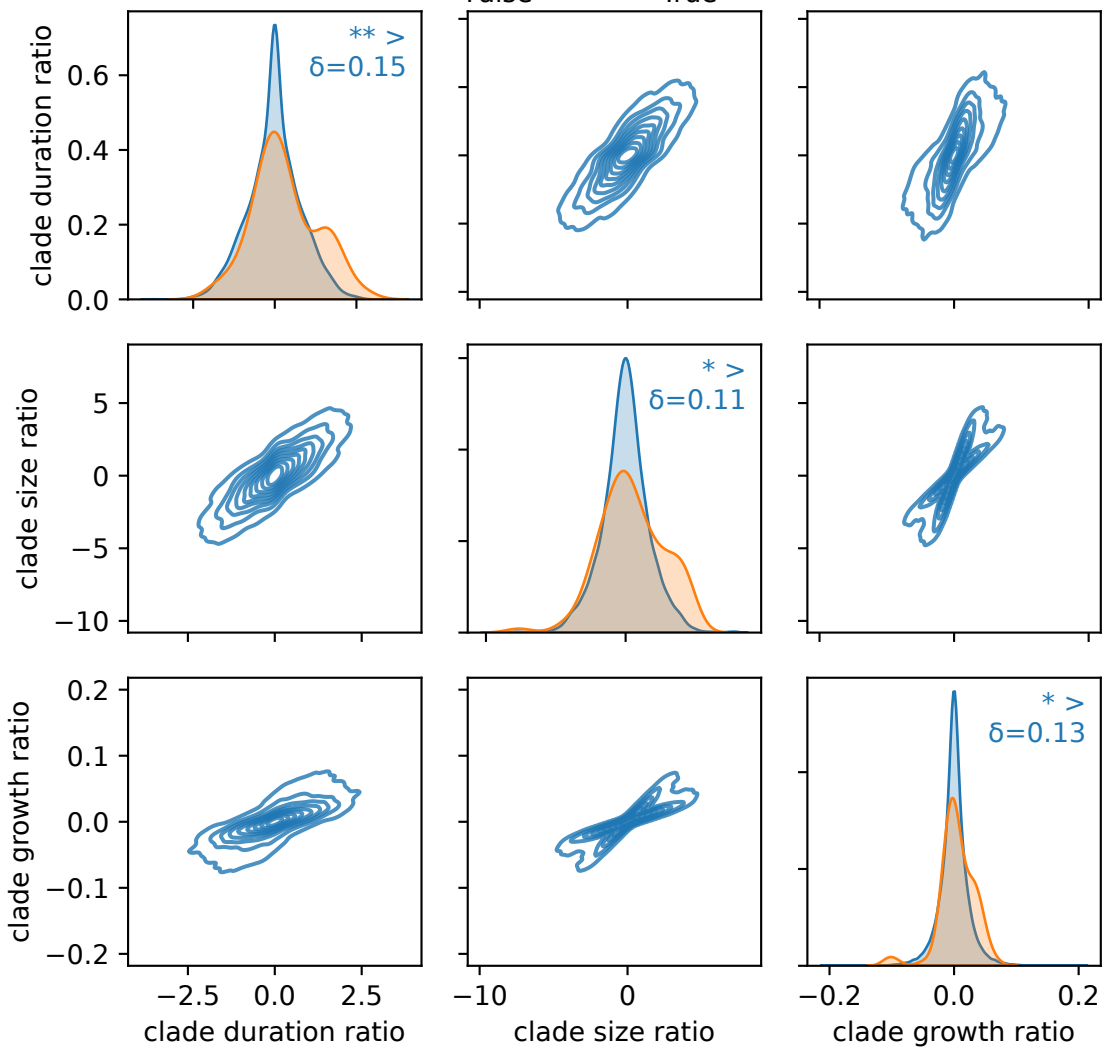 True
clade duration ratio
0.6
0.4
0.2
0.0
** >
δ=0.15
clade size ratio
5
0
−5
−10
* >
δ=0.11
clade growth ratio
0.2
0.1
0.0
−0.1
−0.2
* >
δ=0.13
−2.5 0.0 2.5
−10 0
−0.2 0.0 0.2
clade duration ratio
clade size ratio
clade growth ratio